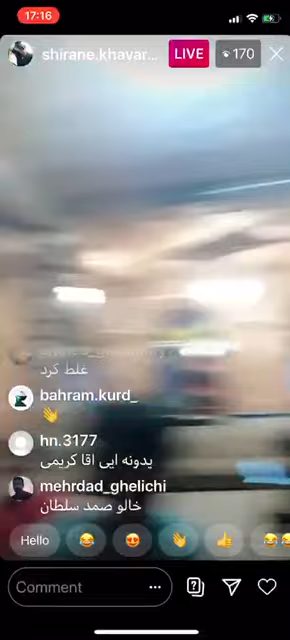 17:16
shirane.khavar...
LIVE
170
غلط کرد
bahram.kurd_
👋
hn.3177
یدونه ایی اقا کریمی
mehrdad_ghelichi
خالو صمد سلطان
Hello
Comment